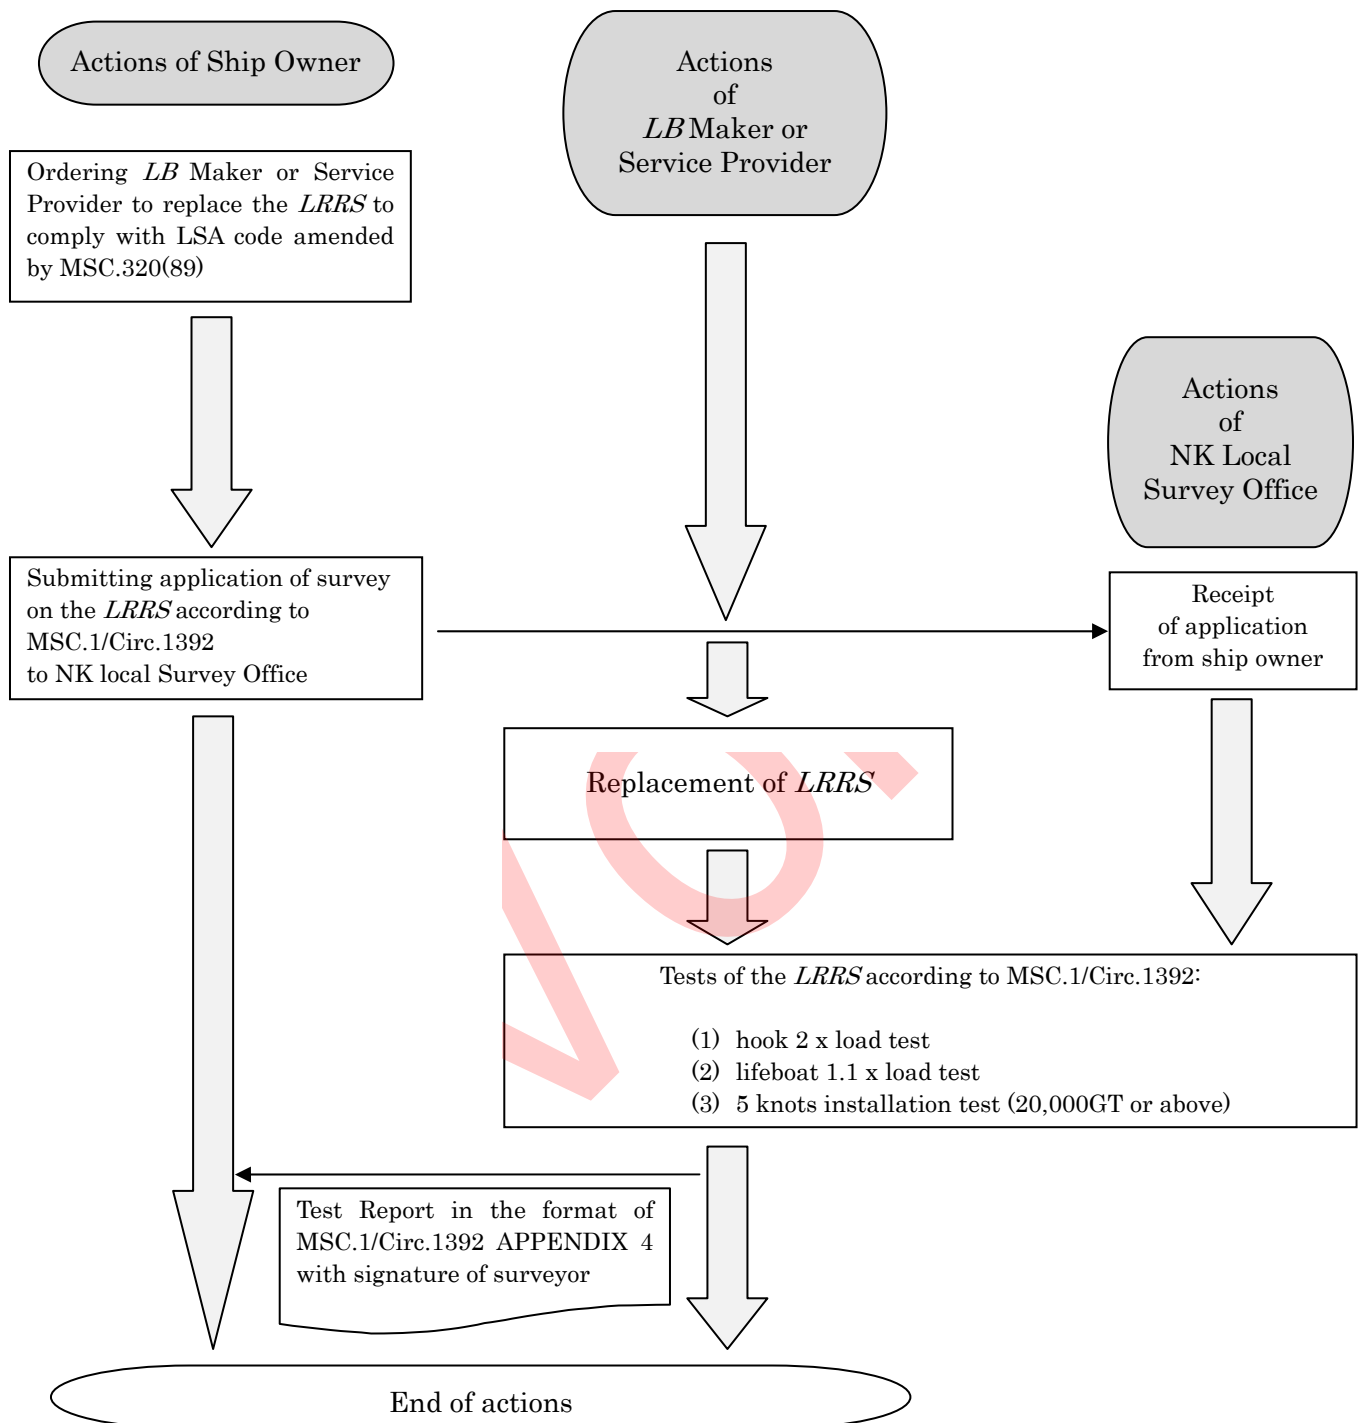 Actions of Ship Owner
Actions
of
LB Maker or
Service Provider
Ordering LB Maker or Service
Provider to replace the LRRS to
comply with LSA code amended
by MSC.320(89)
Actions
of
NK Local
Survey Office
Submitting application of survey
on the LRRS according to
MSC.1/Circ.1392
to NK local Survey Office
Receipt
of application
from ship owner
Replacement of LRRS
Tests of the LRRS according to MSC.1/Circ.1392:
(1) hook 2 x load test
(2) lifeboat 1.1 x load test
(3) 5 knots installation test (20,000GT or above)
Test Report in the format of
MSC.1/Circ.1392 APPENDIX 4
with signature of surveyor
End of actions